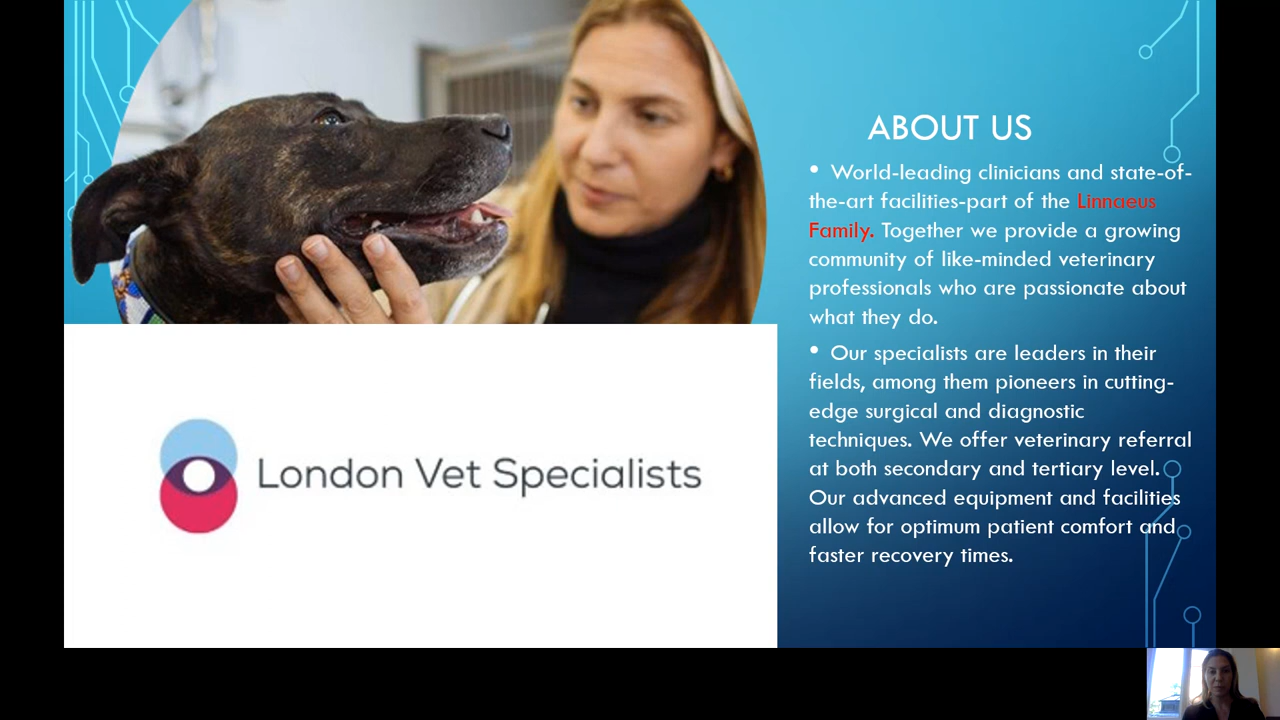 ABOUT US
• World-leading clinicians and state-of-
the-art facilities-part of the Linnaeus
Family. Together we provide a growing
community of like-minded veterinary
professionals who are passionate about
what they do.
• Our specialists are leaders in their
fields, among them pioneers in cutting-
edge surgical and diagnostic
techniques. We offer veterinary referral
at both secondary and tertiary level.
Our advanced equipment and facilities
allow for optimum patient comfort and
faster recovery times.
London Vet Specialists